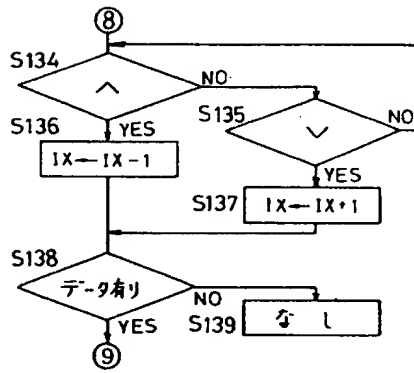 ⑧
S134
∧
NO
S135
∨
NO
S136
YES
IX←IX-1
YES
S137
IX←IX+1
S138
データ有り
NO
YES
S139
なし
⑨